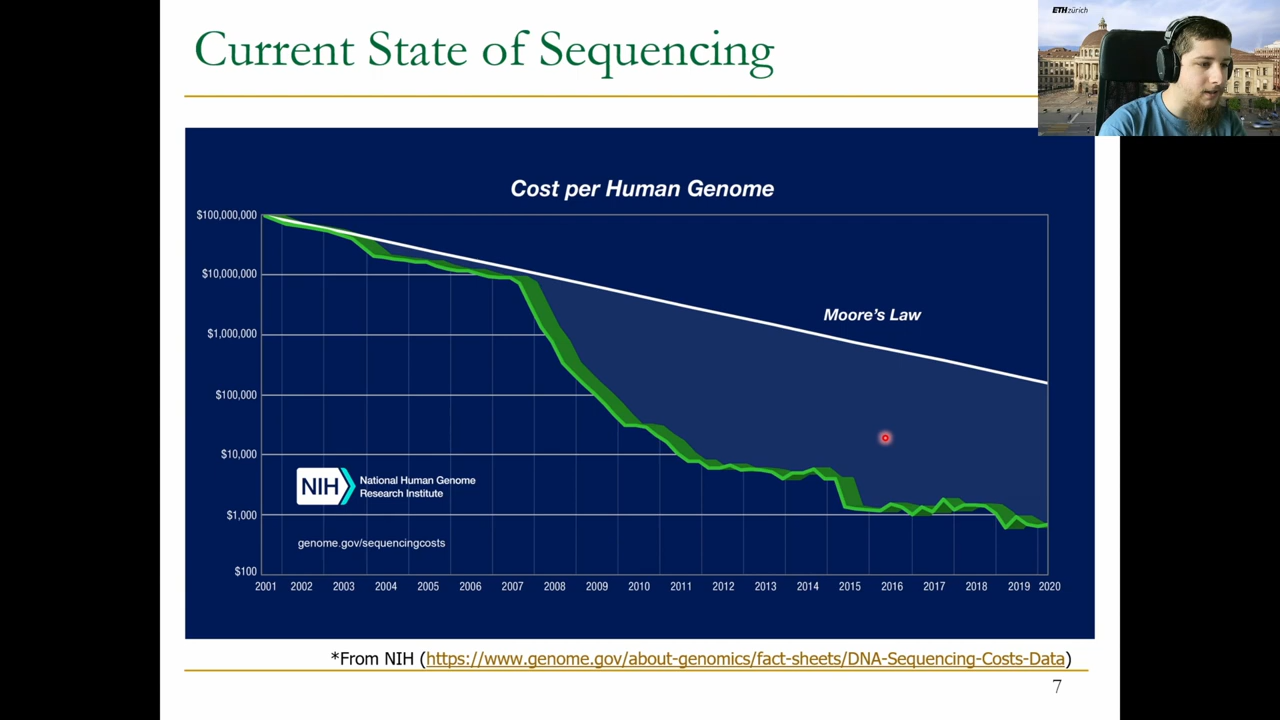 Current State of Sequencing
ETH zürich
Cost per Human Genome
$100,000,000
$10,000,000
$1,000,000
$100,000
$10,000
$1,000
$100
Moore's Law
NIH
National Human Genome
Research Institute
genome.gov/sequencingcosts
2001 2002 2003 2004 2005 2006 2007 2008 2009 2010 2011 2012 2013 2014 2015 2016 2017 2018 2019 2020
*From NIH (https://www.genome.gov/about-genomics/fact-sheets/DNA-Sequencing-Costs-Data)
7